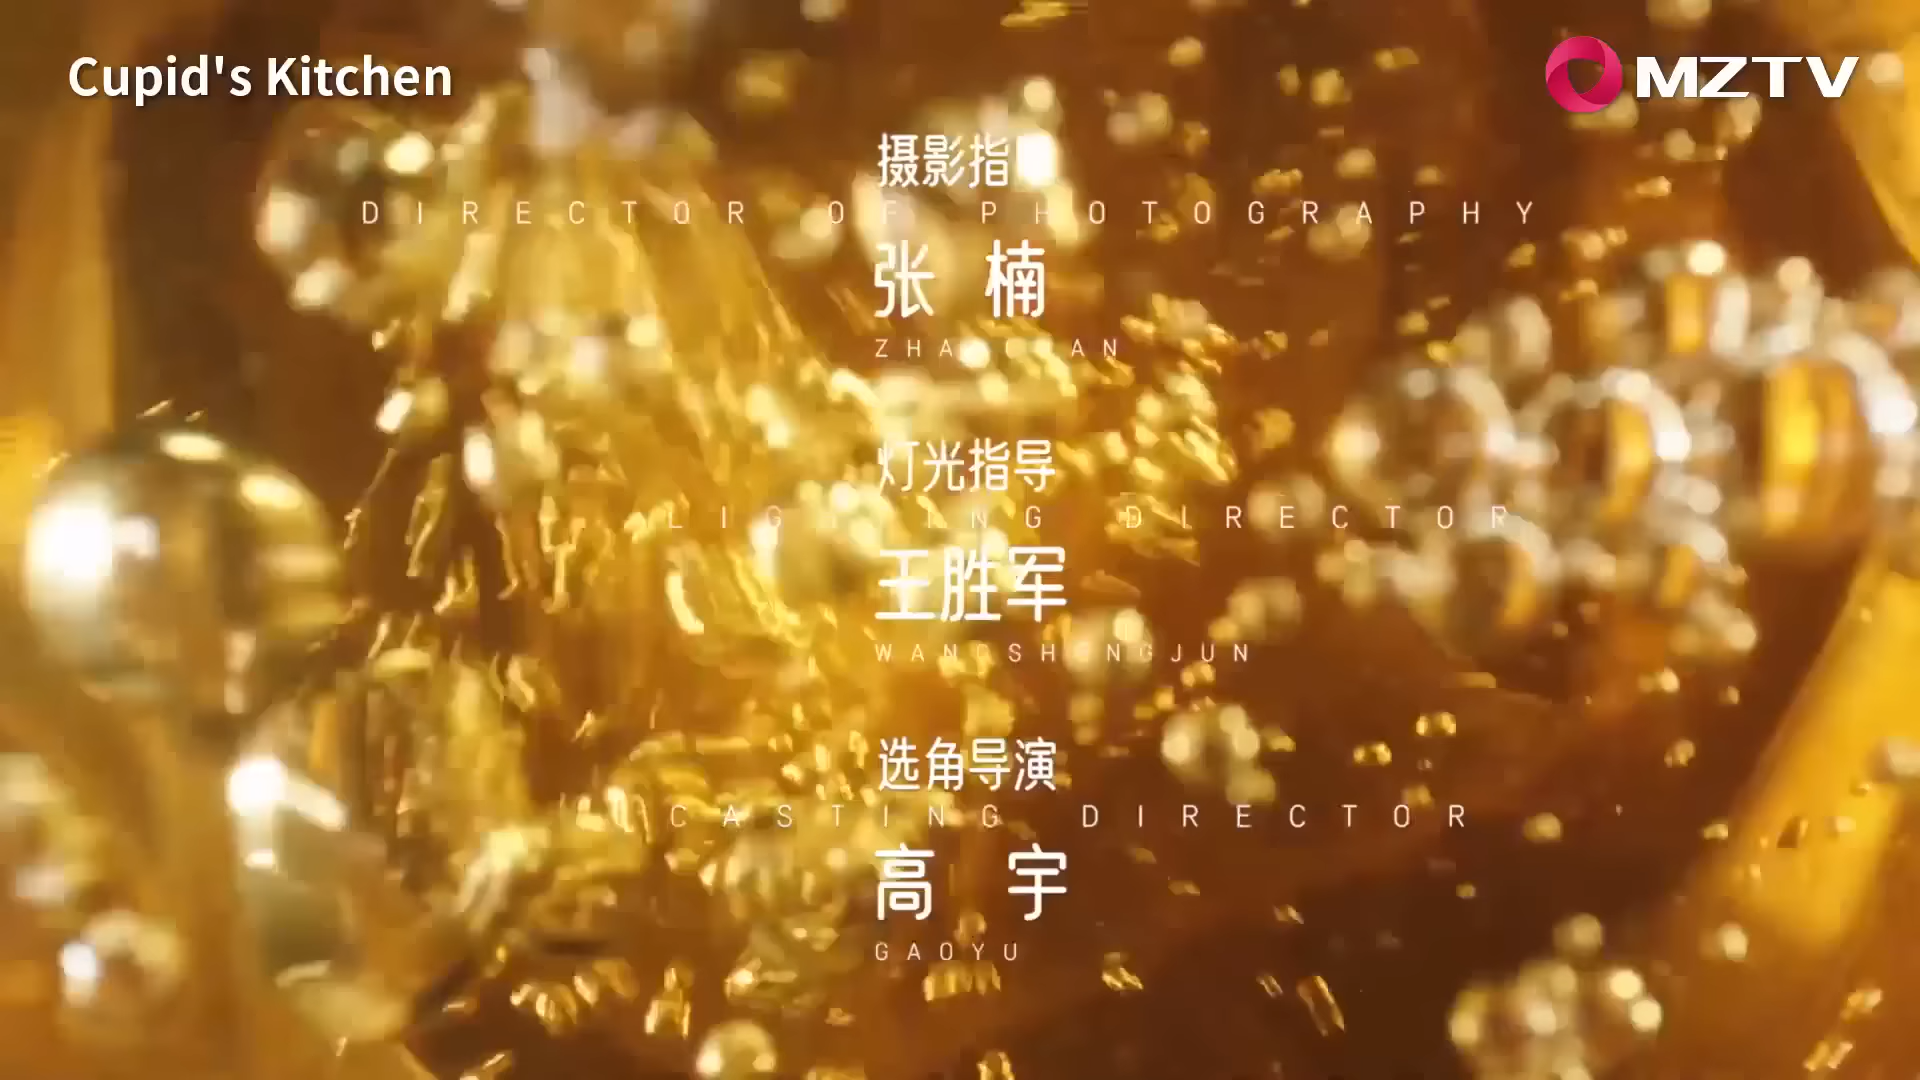 Cupid's Kitchen
MZTV
摄影指导
DIRECTOR OF PHOTOGRAPHY
张 楠
ZHANGNAN
灯光指导
LIGHTING DIRECTOR
王胜军
WANGSHENGJUN
选角导演
CASTING DIRECTOR
高 宇
GAOYU